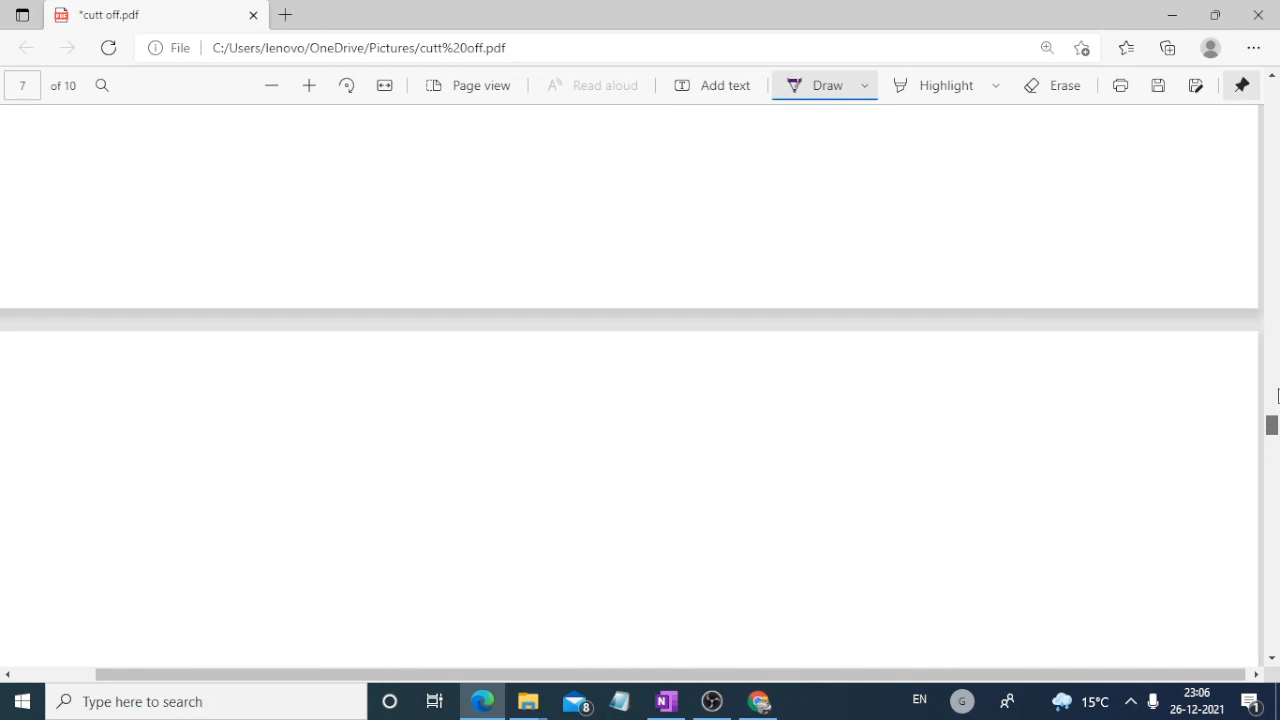 *cutt off.pdf
File C:/Users/lenovo/OneDrive/Pictures/cutt%20off.pdf
7 of 10 Page view Read aloud Add text Draw Highlight Erase
Type here to search 8 EN G 15°C 23:06
26-12-2021 1